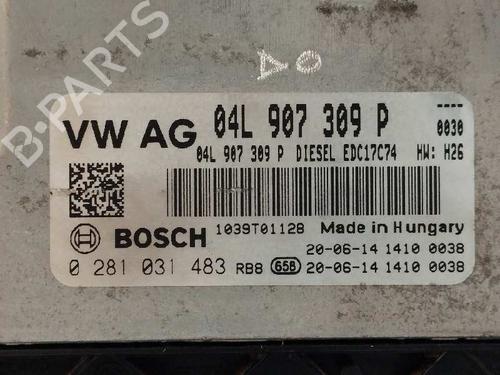 VW AG 04L 907 309 P ---- 0030
04L 907 309 P DIESEL EDC17C74 HW: H26
1039T01128 Made in Hungary
BOSCH 20-06-14 1410 0038
0 281 031 483 RB8 65B 20-06-14 1410 0038
B-PARTS